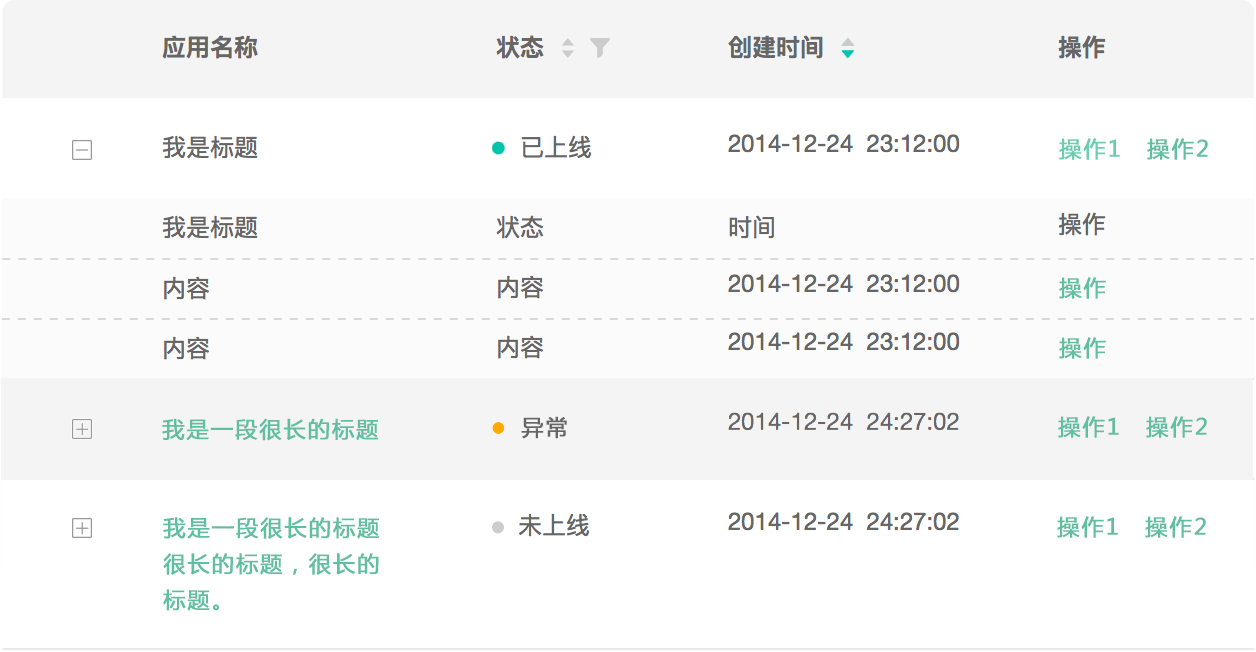 应用名称 状态 创建时间 操作
我是标题 已上线 2014-12-24 23:12:00 操作1 操作2
我是标题 状态 时间 操作
内容 内容 2014-12-24 23:12:00 操作
内容 内容 2014-12-24 23:12:00 操作
我是一段很长的标题 异常 2014-12-24 24:27:02 操作1 操作2
我是一段很长的标题 未上线 2014-12-24 24:27:02 操作1 操作2
很长的标题，很长的
标题。